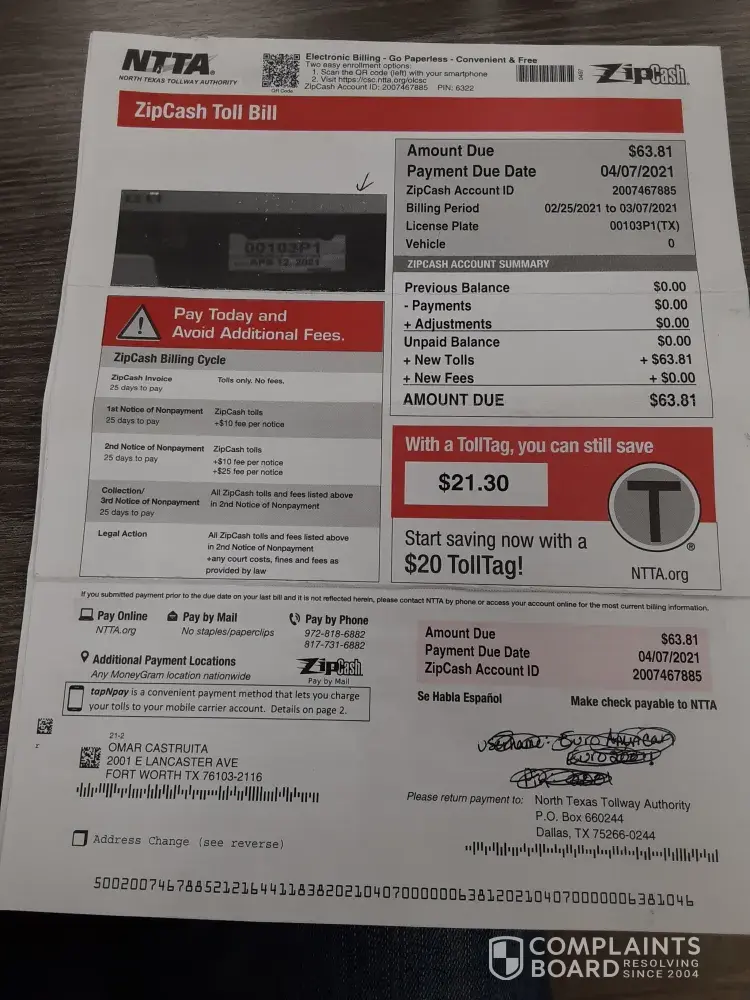 NTTA
NORTH TEXAS TOLLWAY AUTHORITY
QR Code
Electronic Billing - Go Paperless - Convenient & Free
Two easy enrollment options:
1. Scan the QR code (left) with your smartphone
2. Visit https://csc.ntta.org/olcsc
ZipCash Account ID: 2007467885 PIN: 6322
ZipCash
ZipCash Toll Bill
00103P1
APR 12, 2021
Amount Due $63.81
Payment Due Date 04/07/2021
ZipCash Account ID 2007467885
Billing Period 02/25/2021 to 03/07/2021
License Plate 00103P1(TX)
Vehicle 0
ZIPCASH ACCOUNT SUMMARY
Previous Balance $0.00
- Payments $0.00
+ Adjustments $0.00
Unpaid Balance $0.00
+ New Tolls + $63.81
+ New Fees + $0.00
AMOUNT DUE $63.81
Pay Today and
Avoid Additional Fees.
ZipCash Billing Cycle
ZipCash Invoice Tolls only. No fees.
25 days to pay
1st Notice of Nonpayment ZipCash tolls
25 days to pay +$10 fee per notice
2nd Notice of Nonpayment ZipCash tolls
25 days to pay +$10 fee per notice
+$25 fee per notice
Collection/ All ZipCash tolls and fees listed above
3rd Notice of Nonpayment in 2nd Notice of Nonpayment
25 days to pay
Legal Action All ZipCash tolls and fees listed above
in 2nd Notice of Nonpayment
+any court costs, fines and fees as
provided by law
With a TollTag, you can still save
$21.30
Start saving now with a
$20 TollTag!
T
NTTA.org
If you submitted payment prior to the due date on your last bill and it is not reflected herein, please contact NTTA by phone or access your account online for the most current billing information.
Pay Online
NTTA.org
Pay by Mail
No staples/paperclips
Pay by Phone
972-818-6882
817-731-6882
Additional Payment Locations
Any MoneyGram location nationwide
ZipCash
Pay by Mail
tapNpay is a convenient payment method that lets you charge
your tolls to your mobile carrier account. Details on page 2.
Amount Due $63.81
Payment Due Date 04/07/2021
ZipCash Account ID 2007467885
Se Habla Español
Make check payable to NTTA
21-2
OMAR CASTRUITA
2001 E LANCASTER AVE
FORT WORTH TX 76103-2116
Please return payment to: North Texas Tollway Authority
P.O. Box 660244
Dallas, TX 75266-0244
Address Change (see reverse)
COMPLAINTS
BOARD RESOLVING
SINCE 2004